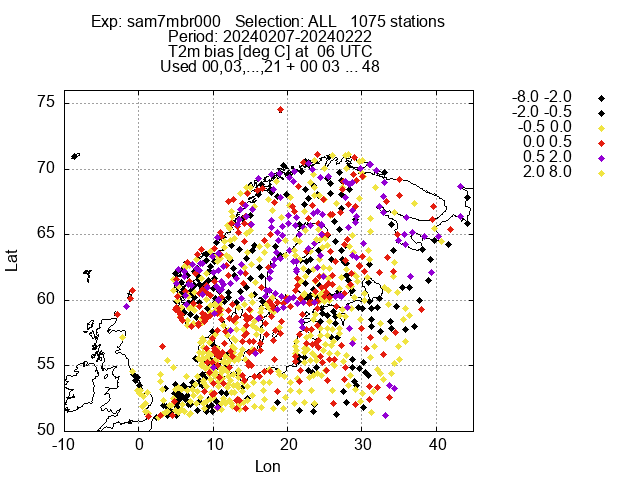 Exp: sam7mbr000 Selection: ALL 1075 stations
Period: 20240207-20240222
T2m bias [deg C] at 06 UTC
Used 00,03,...,21 + 00 03 ... 48
-8.0 -2.0
-2.0 -0.5
-0.5 0.0
0.0 0.5
0.5 2.0
2.0 8.0
75
70
65
60
55
50
Lat
-10 0 10 20 30 40
Lon